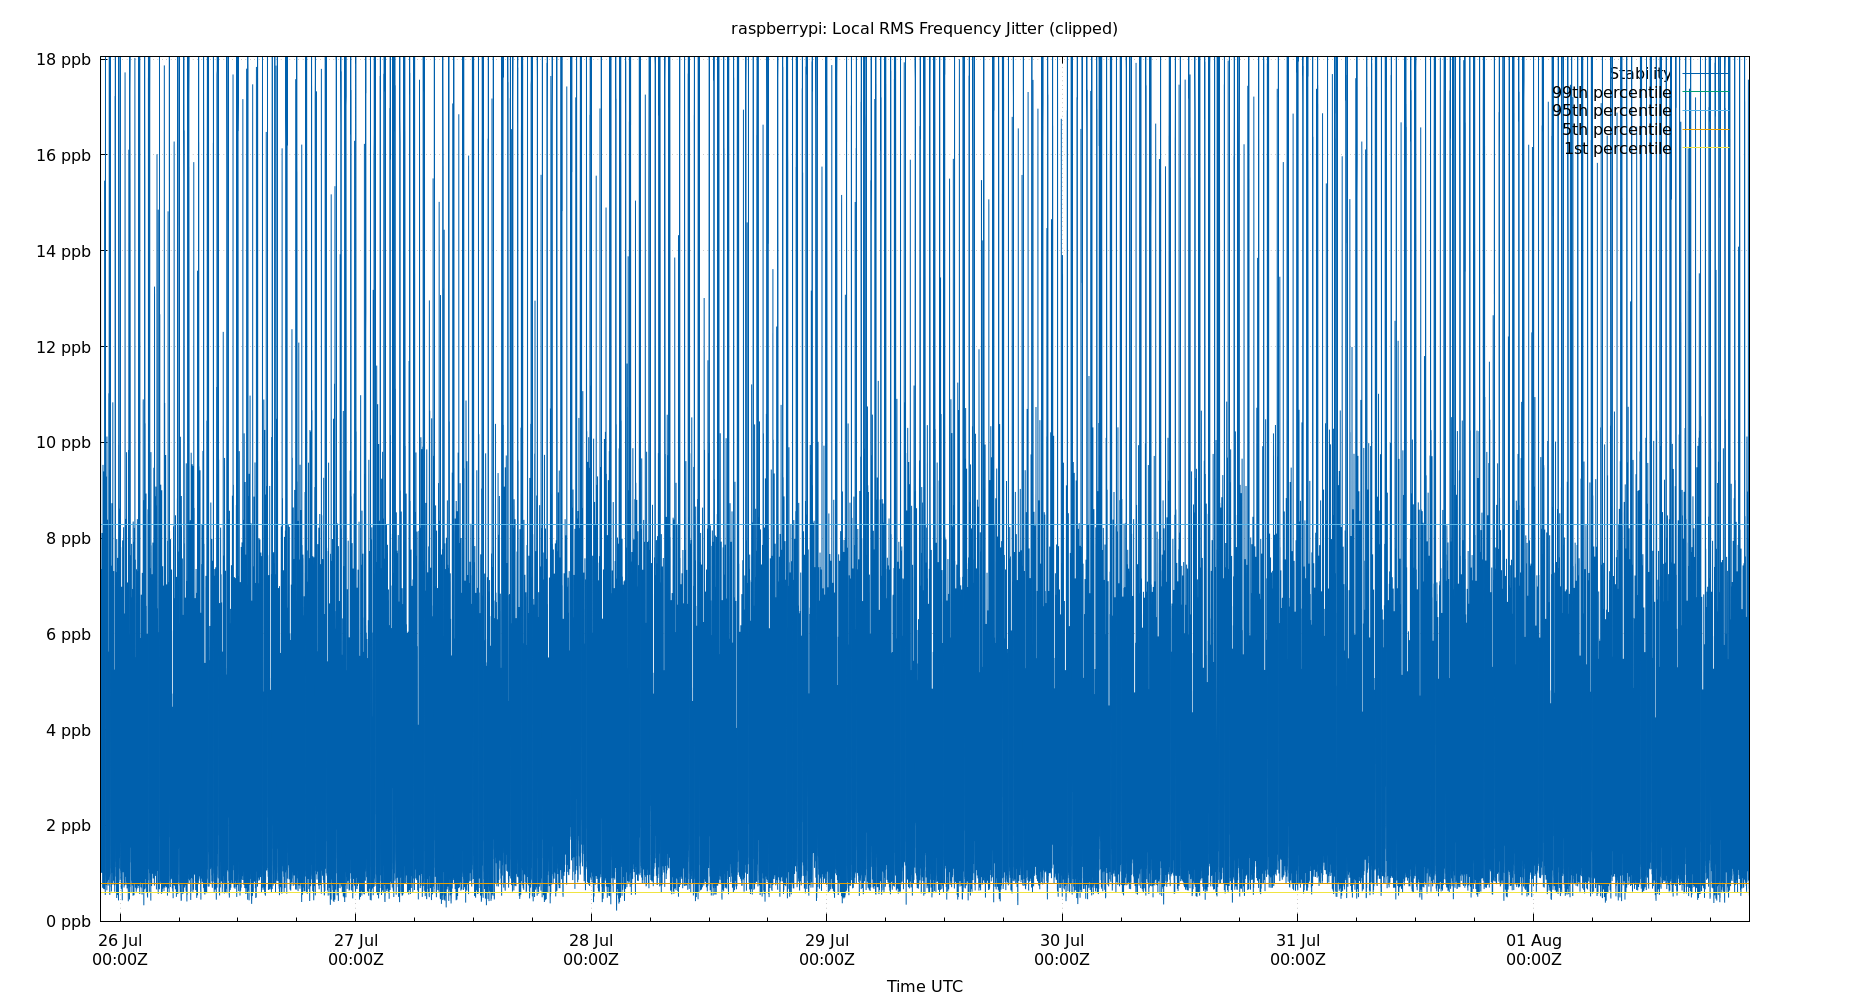 raspberrypi: Local RMS Frequency Jitter (clipped)
18 ppb
16 ppb
14 ppb
12 ppb
10 ppb
8 ppb
6 ppb
4 ppb
2 ppb
0 ppb
Stability
99th percentile
95th percentile
5th percentile
1st percentile
26 Jul 27 Jul 28 Jul 29 Jul 30 Jul 31 Jul 01 Aug
00:00Z 00:00Z 00:00Z 00:00Z 00:00Z 00:00Z 00:00Z
Time UTC